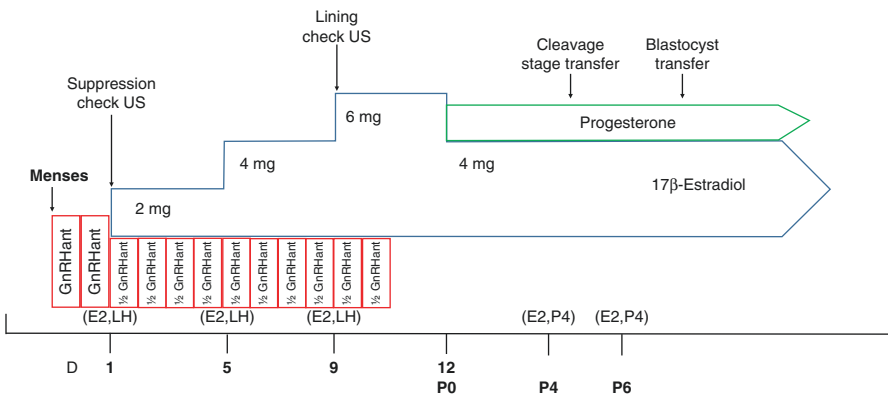 Lining
check US
Cleavage
stage transfer
Blastocyst
transfer
Suppression
check US
6 mg
Progesterone
4 mg
4 mg
17β-Estradiol
Menses
2 mg
GnRHant
GnRHant
½ GnRHant
½ GnRHant
½ GnRHant
½ GnRHant
½ GnRHant
½ GnRHant
½ GnRHant
½ GnRHant
½ GnRHant
½ GnRHant
(E2,LH)
(E2,LH)
(E2,LH)
(E2,P4)
(E2,P4)
D
1
5
9
12
P0
P4
P6